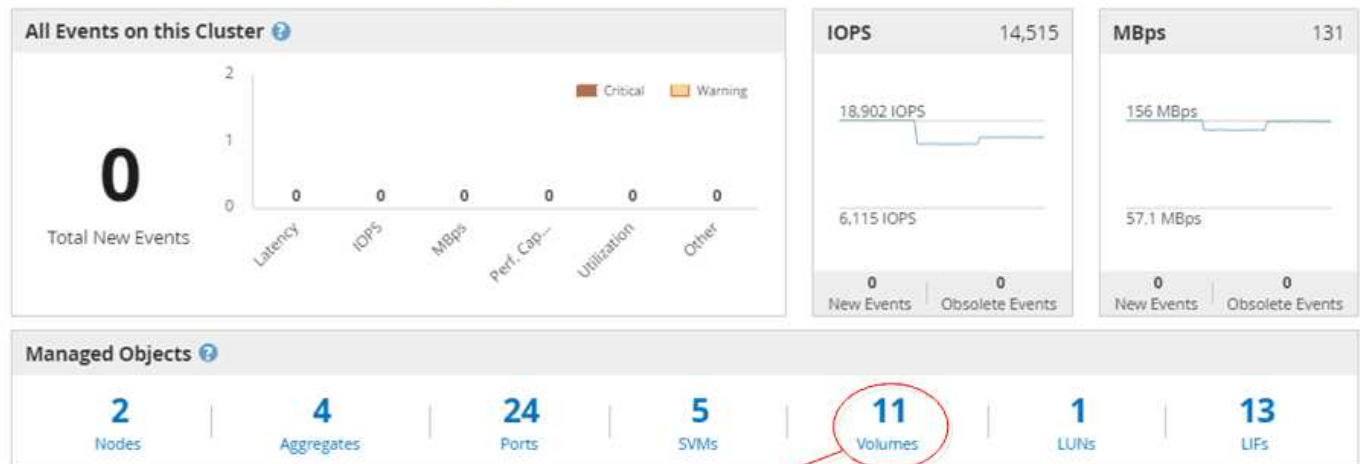 All Events on this Cluster ?
2
Critical Warning
1
0
Total New Events
0
0 0 0 0 0 0
Latency IOPS MBps Perf. Cap... Utilization Other
IOPS 14,515
18,902 IOPS
6,115 IOPS
0 0
New Events Obsolete Events
MBps 131
156 MBps
57.1 MBps
0 0
New Events Obsolete Events
Managed Objects ?
2 4 24 5 11 1 13
Nodes Aggregates Ports SVMs Volumes LUNs LIFs